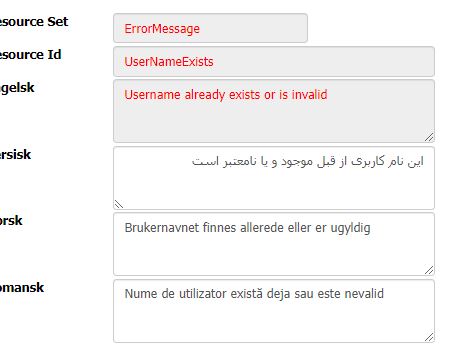 esource Set
ErrorMessage
esource Id
UserNameExists
gelsk
Username already exists or is invalid
ersisk
این نام کاربری از قبل موجود و یا نامعتبر است
orsk
Brukernavnet finnes allerede eller er ugyldig
omansk
Nume de utilizator există deja sau este nevalid